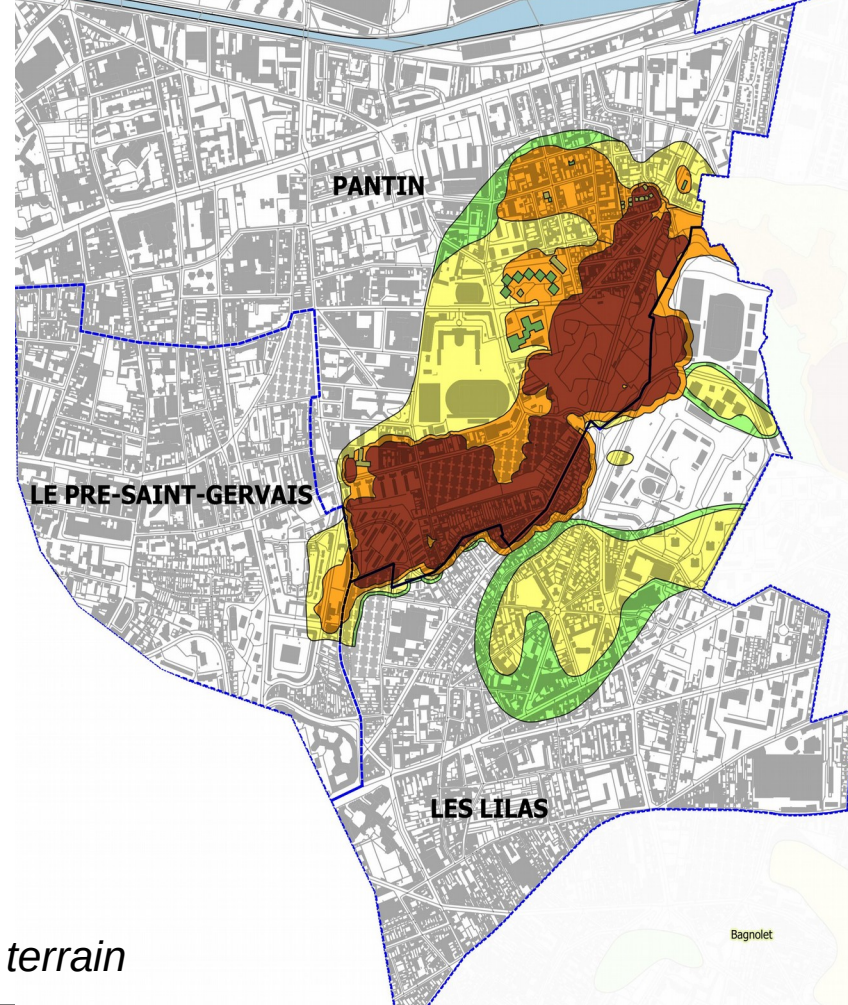 PANTIN
LE PRE-SAINT-GERVAIS
LES LILAS
Bagnolet
terrain